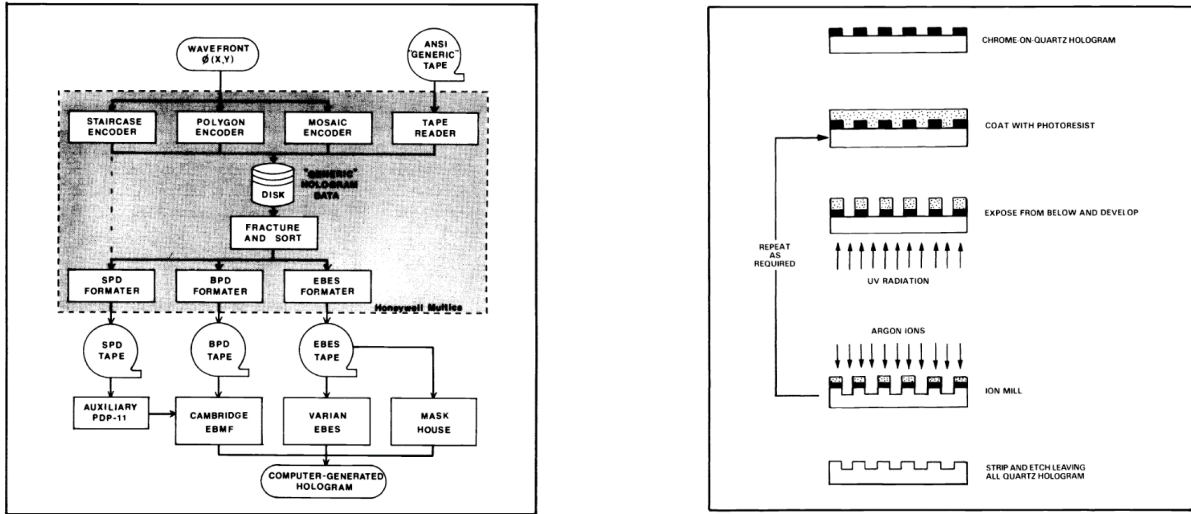 WAVEFRONT
Ø(X,Y)
ANSI
"GENERIC"
TAPE
STAIRCASE
ENCODER
POLYGON
ENCODER
MOSAIC
ENCODER
TAPE
READER
DISK
"GENERIC"
HOLOGRAM
DATA
FRACTURE
AND SORT
SPD
FORMATER
BPD
FORMATER
EBES
FORMATER
Honeywell Multics
SPD
TAPE
BPD
TAPE
EBES
TAPE
AUXILIARY
PDP-11
CAMBRIDGE
EBMF
VARIAN
EBES
MASK
HOUSE
COMPUTER-GENERATED
HOLOGRAM
CHROME-ON-QUARTZ HOLOGRAM
COAT WITH PHOTORESIST
EXPOSE FROM BELOW AND DEVELOP
REPEAT
AS
REQUIRED
UV RADIATION
ARGON IONS
ION MILL
STRIP AND ETCH LEAVING
ALL QUARTZ HOLOGRAM